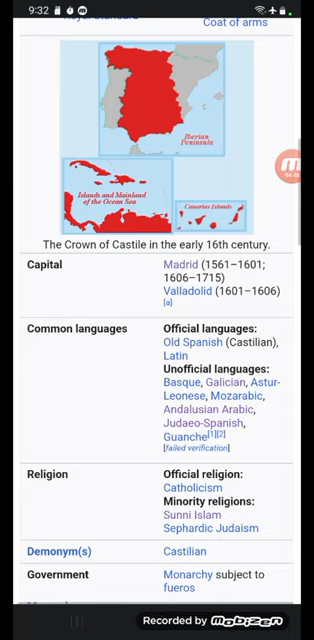 9:32
Royal Standard
Coat of arms
Iberian
Peninsula
Islands and Mainland
of the Ocean Sea
Canarias Islands
The Crown of Castile in the early 16th century.
Capital
Madrid (1561–1601;
1606–1715)
Valladolid (1601–1606)
[a]
Common languages
Official languages:
Old Spanish (Castilian),
Latin
Unofficial languages:
Basque, Galician, Astur-
Leonese, Mozarabic,
Andalusian Arabic,
Judaeo-Spanish,
Guanche[1][2]
[failed verification]
Religion
Official religion:
Catholicism
Minority religions:
Sunni Islam
Sephardic Judaism
Demonym(s)
Castilian
Government
Monarchy subject to
fueros
Recorded by mobizen